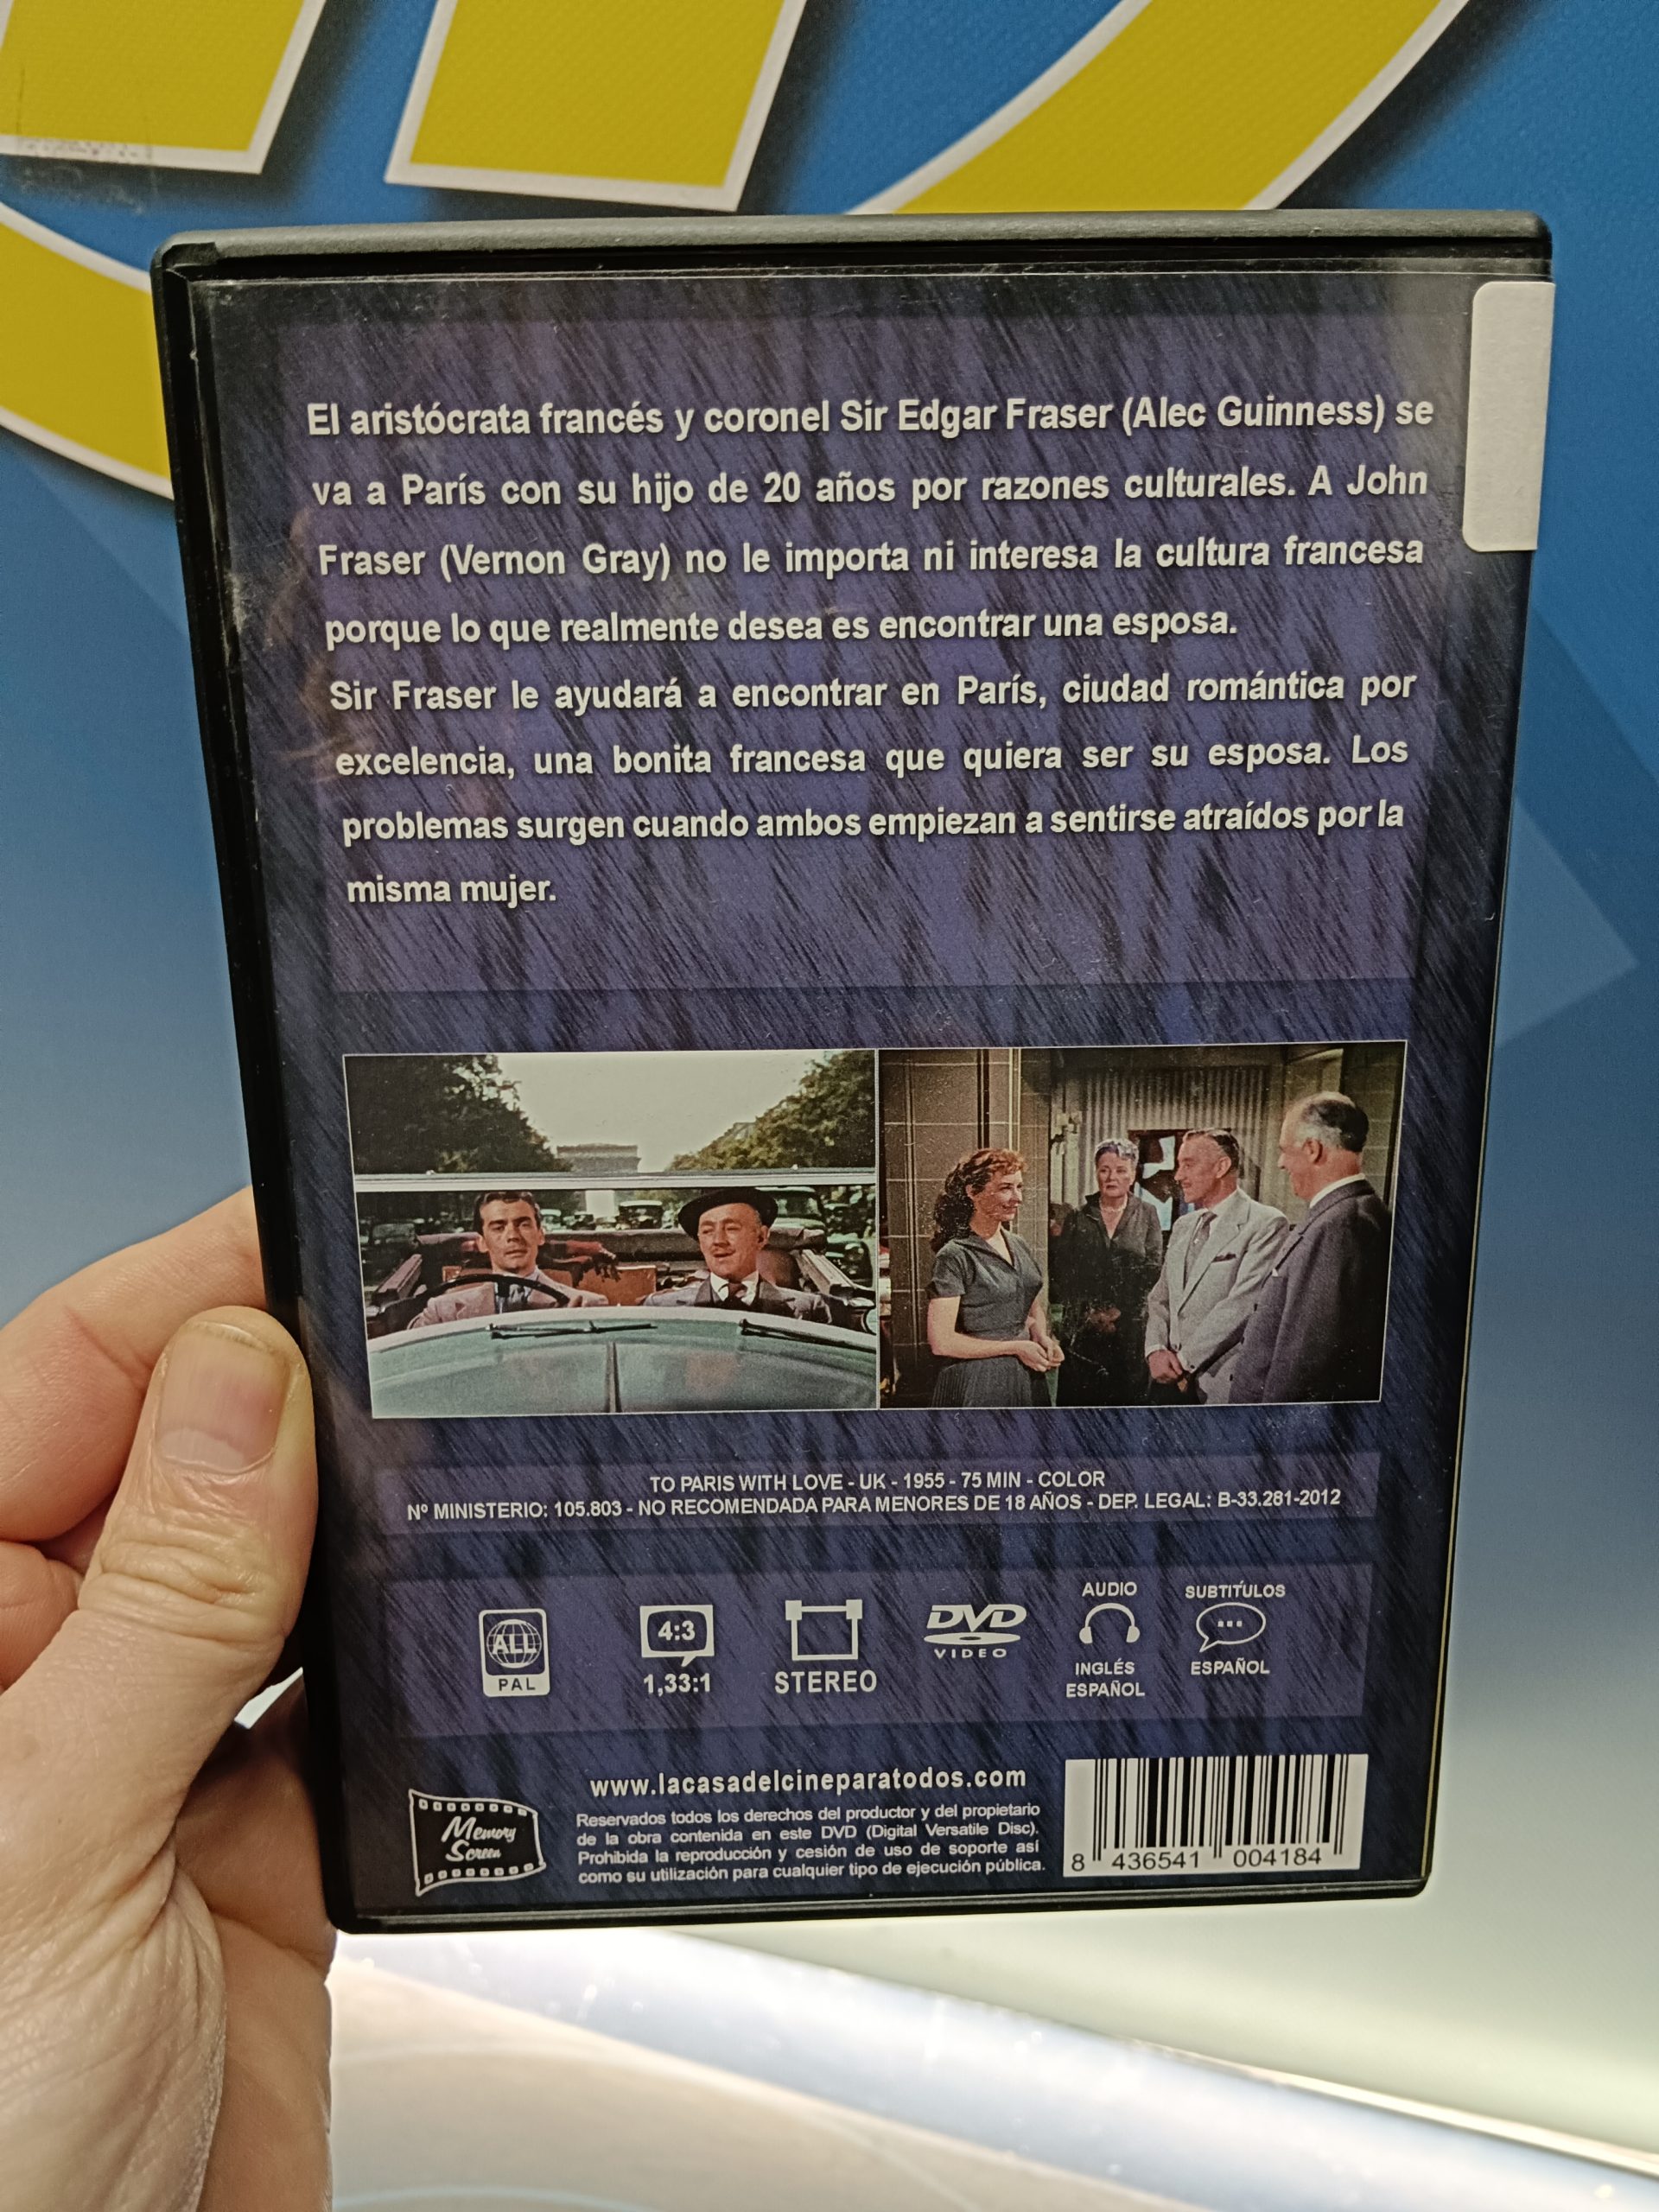 El aristócrata francés y coronel Sir Edgar Fraser (Alec Guinness) se
va a París con su hijo de 20 años por razones culturales. A John
Fraser (Vernon Gray) no le importa ni interesa la cultura francesa
porque lo que realmente desea es encontrar una esposa.
Sir Fraser le ayudará a encontrar en París, ciudad romántica por
excelencia, una bonita francesa que quiera ser su esposa. Los
problemas surgen cuando ambos empiezan a sentirse atraídos por la
misma mujer.
TO PARIS WITH LOVE - UK - 1955 - 75 MIN - COLOR
Nº MINISTERIO: 105.803 - NO RECOMENDADA PARA MENORES DE 18 AÑOS - DEP. LEGAL: B-33.281-2012
ALL
PAL
4:3
1,33:1
STEREO
DVD
VIDEO
AUDIO
INGLÉS
ESPAÑOL
SUBTITÍULOS
ESPAÑOL
Memory
Screen
www.lacasadelcineparatodos.com
Reservados todos los derechos del productor y del propietario
de la obra contenida en este DVD (Digital Versatile Disc).
Prohibida la reproducción y cesión de uso de soporte así
como su utilización para cualquier tipo de ejecución pública.
8 436541 004184